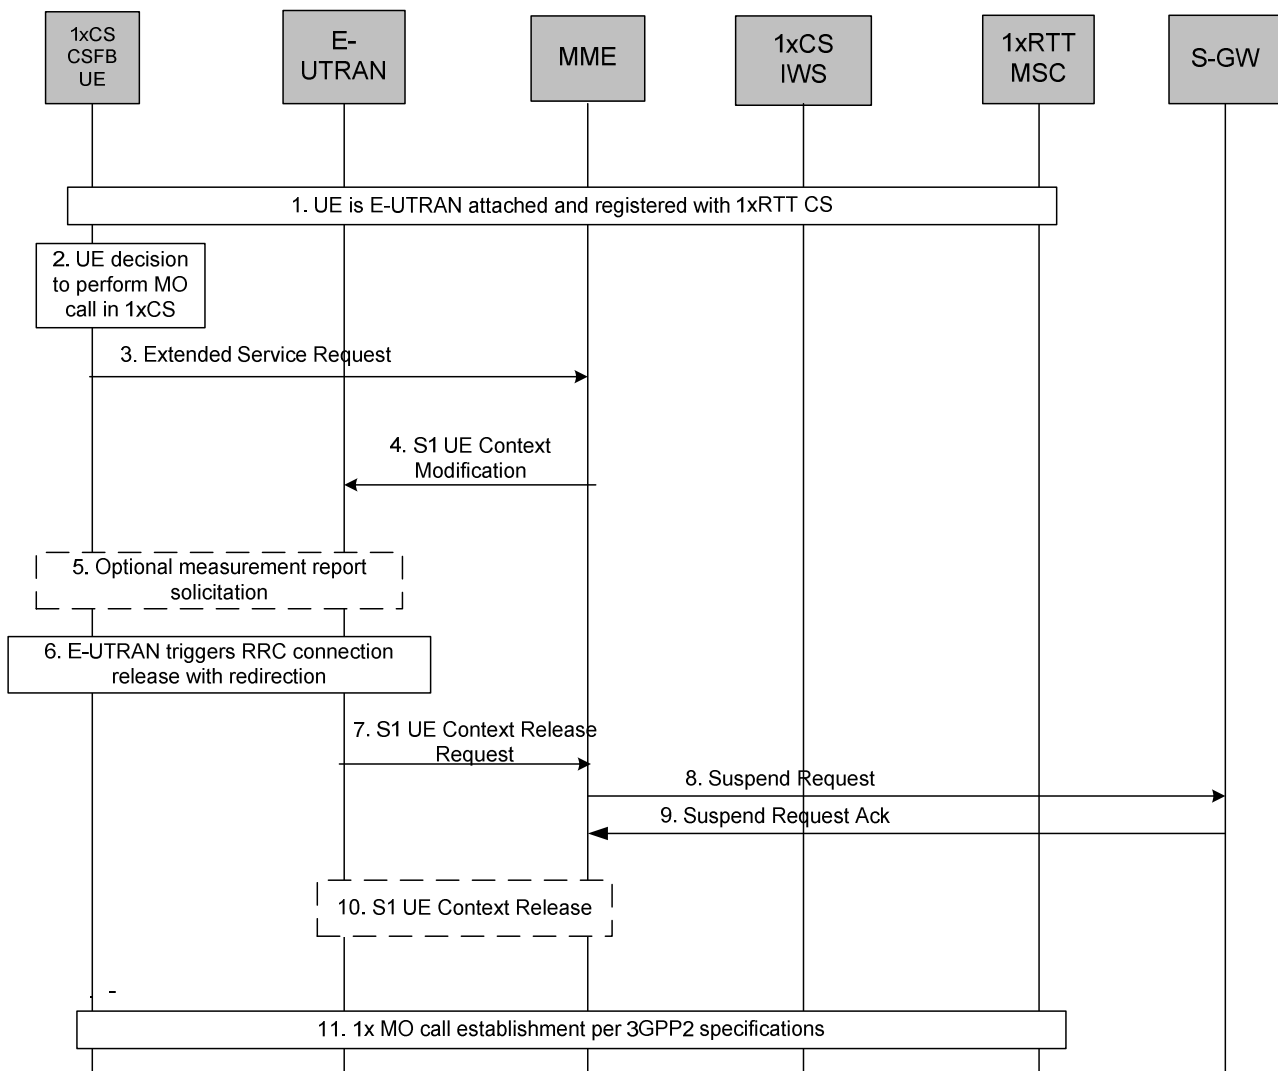 1xCS
CSFB
UE
E-
UTRAN
MME
1xCS
IWS
1xRTT
MSC
S-GW
1. UE is E-UTRAN attached and registered with 1xRTT CS
2. UE decision
to perform MO
call in 1xCS
3. Extended Service Request
4. S1 UE Context
Modification
5. Optional measurement report
solicitation
6. E-UTRAN triggers RRC connection
release with redirection
7. S1 UE Context Release
Request
8. Suspend Request
9. Suspend Request Ack
10. S1 UE Context Release
11. 1x MO call establishment per 3GPP2 specifications